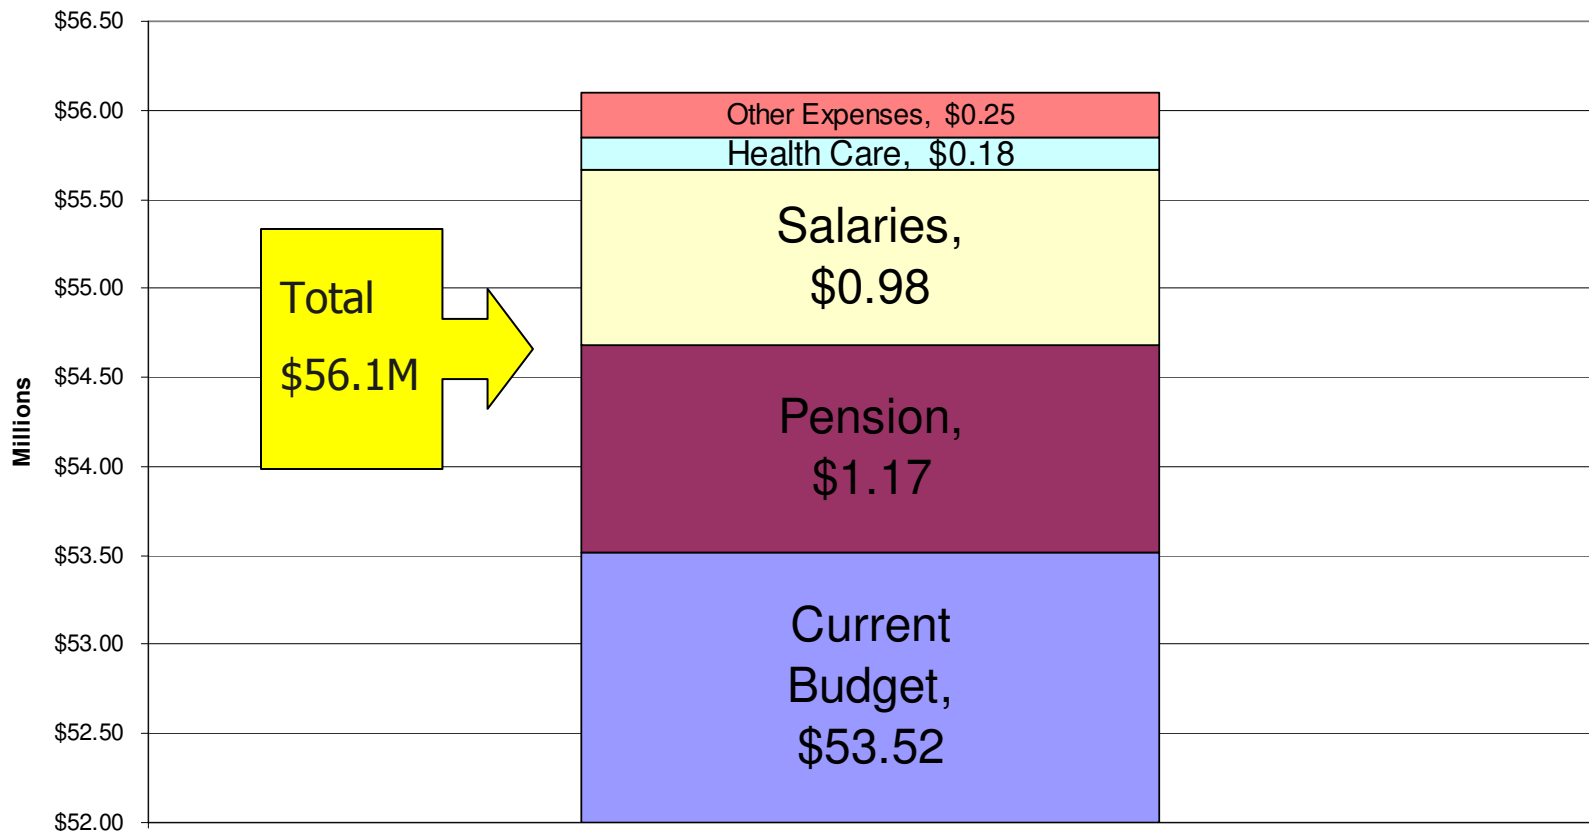 $56.50
$56.00
$55.50
$55.00
$54.50
$54.00
$53.50
$53.00
$52.50
$52.00
Millions
Total
$56.1M
Other Expenses, $0.25
Health Care, $0.18
Salaries,
$0.98
Pension,
$1.17
Current
Budget,
$53.52